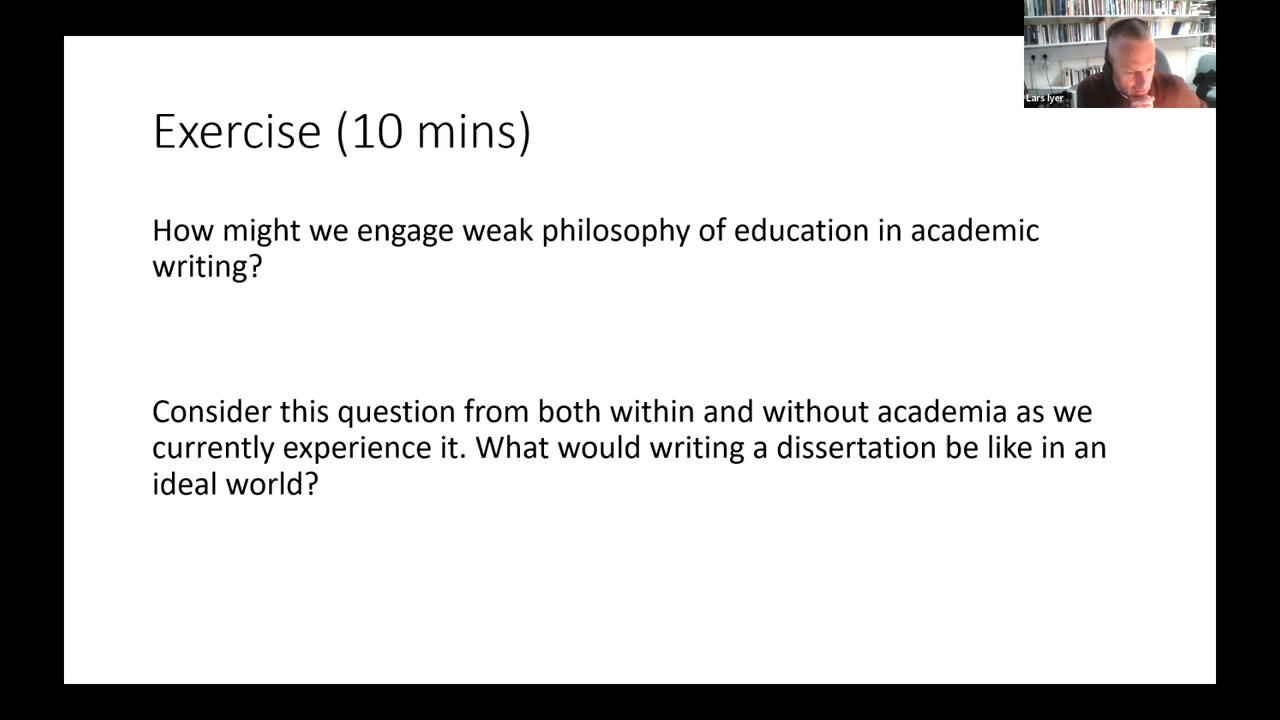 Lars Iyer
Exercise (10 mins)
How might we engage weak philosophy of education in academic
writing?
Consider this question from both within and without academia as we
currently experience it. What would writing a dissertation be like in an
ideal world?